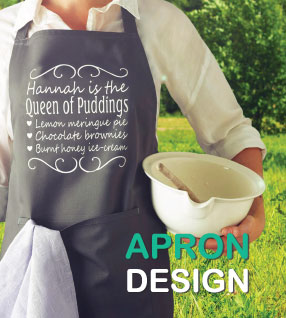 Hannah is the
Queen of Puddings
Lemon meringue pie
Chocolate brownies
Burnt honey ice-cream
APRON
DESIGN